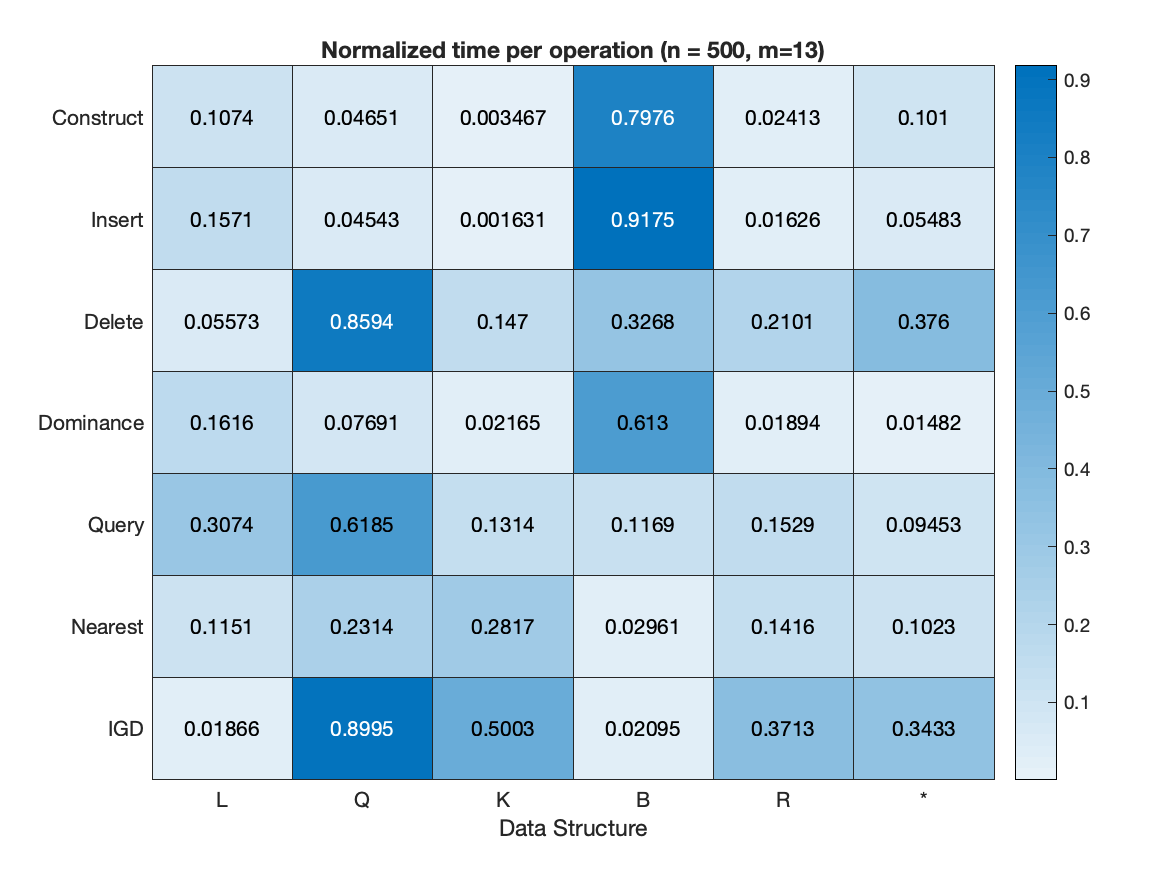 Normalized time per operation (n = 500, m=13)
Construct 0.1074 0.04651 0.003467 0.7976 0.02413 0.101
Insert 0.1571 0.04543 0.001631 0.9175 0.01626 0.05483
Delete 0.05573 0.8594 0.147 0.3268 0.2101 0.376
Dominance 0.1616 0.07691 0.02165 0.613 0.01894 0.01482
Query 0.3074 0.6185 0.1314 0.1169 0.1529 0.09453
Nearest 0.1151 0.2314 0.2817 0.02961 0.1416 0.1023
IGD 0.01866 0.8995 0.5003 0.02095 0.3713 0.3433
L Q K B R *
Data Structure
0.9
0.8
0.7
0.6
0.5
0.4
0.3
0.2
0.1